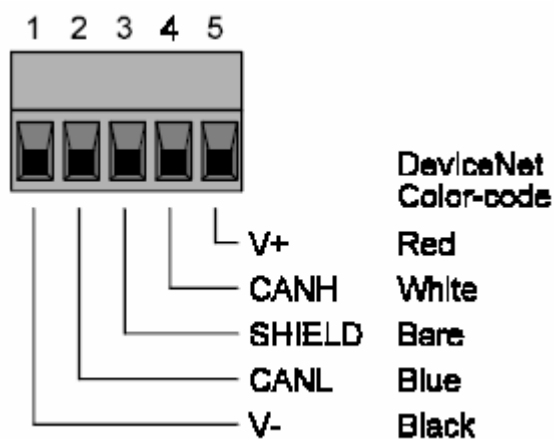 1 2 3 4 5
DeviceNet
Color-code
V+ Red
CANH White
SHIELD Bare
CANL Blue
V- Black